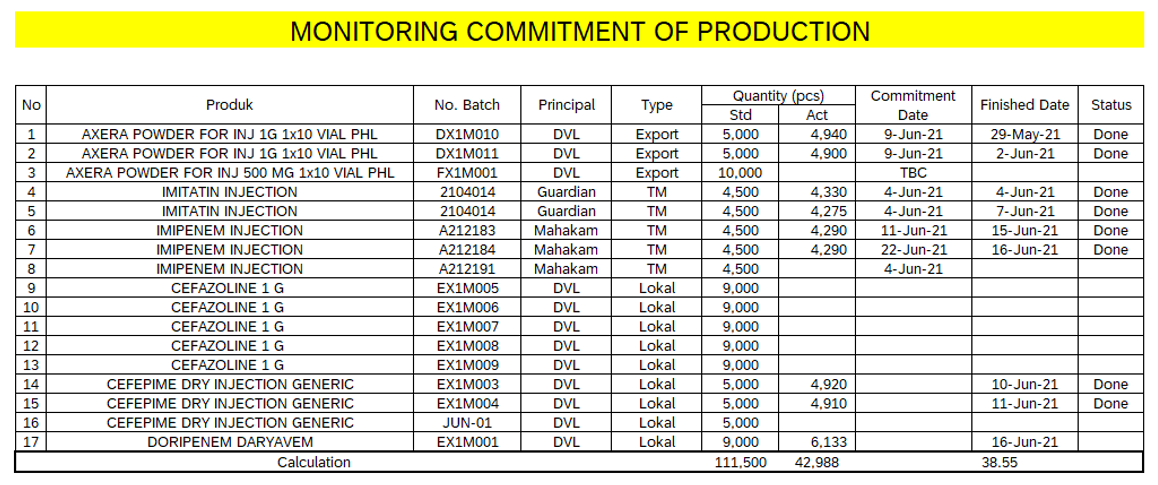 MONITORING COMMITMENT OF PRODUCTION
No Produk No. Batch Principal Type Quantity (pcs) Commitment Date Finished Date Status
Std Act
1 AXERA POWDER FOR INJ 1G 1x10 VIAL PHL DX1M010 DVL Export 5,000 4,940 9-Jun-21 29-May-21 Done
2 AXERA POWDER FOR INJ 1G 1x10 VIAL PHL DX1M011 DVL Export 5,000 4,900 9-Jun-21 2-Jun-21 Done
3 AXERA POWDER FOR INJ 500 MG 1x10 VIAL PHL FX1M001 DVL Export 10,000 TBC
4 IMITATIN INJECTION 2104014 Guardian TM 4,500 4,330 4-Jun-21 4-Jun-21 Done
5 IMITATIN INJECTION 2104014 Guardian TM 4,500 4,275 4-Jun-21 7-Jun-21 Done
6 IMIPENEM INJECTION A212183 Mahakam TM 4,500 4,290 11-Jun-21 15-Jun-21 Done
7 IMIPENEM INJECTION A212184 Mahakam TM 4,500 4,290 22-Jun-21 16-Jun-21 Done
8 IMIPENEM INJECTION A212191 Mahakam TM 4,500 4-Jun-21
9 CEFAZOLINE 1 G EX1M005 DVL Lokal 9,000
10 CEFAZOLINE 1 G EX1M006 DVL Lokal 9,000
11 CEFAZOLINE 1 G EX1M007 DVL Lokal 9,000
12 CEFAZOLINE 1 G EX1M008 DVL Lokal 9,000
13 CEFAZOLINE 1 G EX1M009 DVL Lokal 9,000
14 CEFEPIME DRY INJECTION GENERIC EX1M003 DVL Lokal 5,000 4,920 10-Jun-21 Done
15 CEFEPIME DRY INJECTION GENERIC EX1M004 DVL Lokal 5,000 4,910 11-Jun-21 Done
16 CEFEPIME DRY INJECTION GENERIC JUN-01 DVL Lokal 5,000
17 DORIPENEM DARYAVEM EX1M001 DVL Lokal 9,000 6,133 16-Jun-21
Calculation 111,500 42,988 38.55